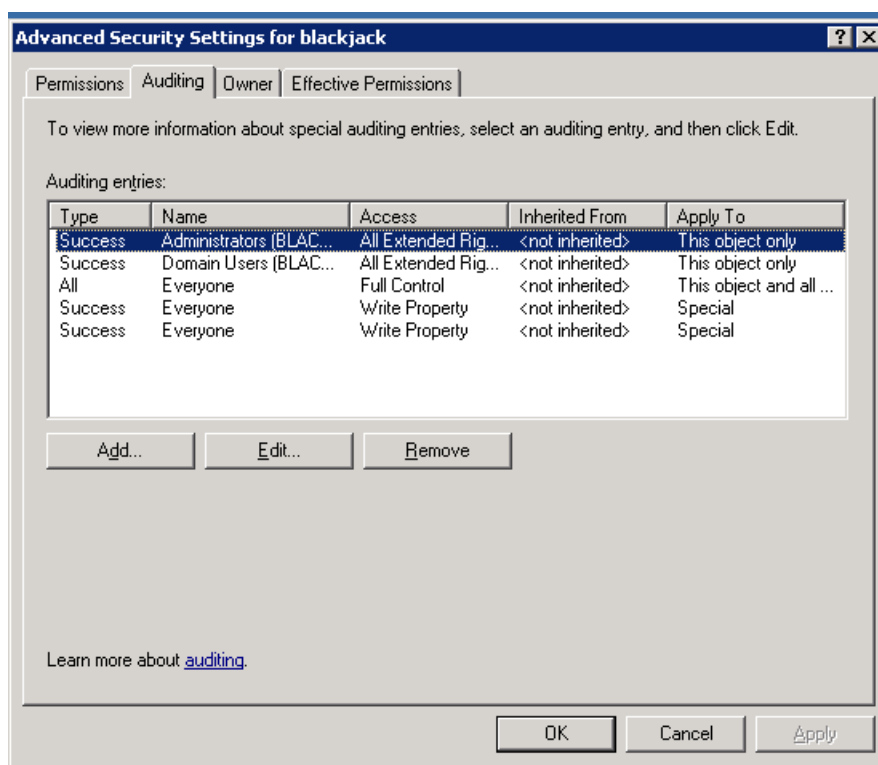 Advanced Security Settings for blackjack
Permissions Auditing Owner Effective Permissions
To view more information about special auditing entries, select an auditing entry, and then click Edit.
Auditing entries:
Type Name Access Inherited From Apply To
Success Administrators (BLAC... All Extended Rig... <not inherited> This object only
Success Domain Users (BLAC... All Extended Rig... <not inherited> This object only
All Everyone Full Control <not inherited> This object and all ...
Success Everyone Write Property <not inherited> Special
Success Everyone Write Property <not inherited> Special
Add... Edit... Remove
Learn more about auditing.
OK Cancel Apply